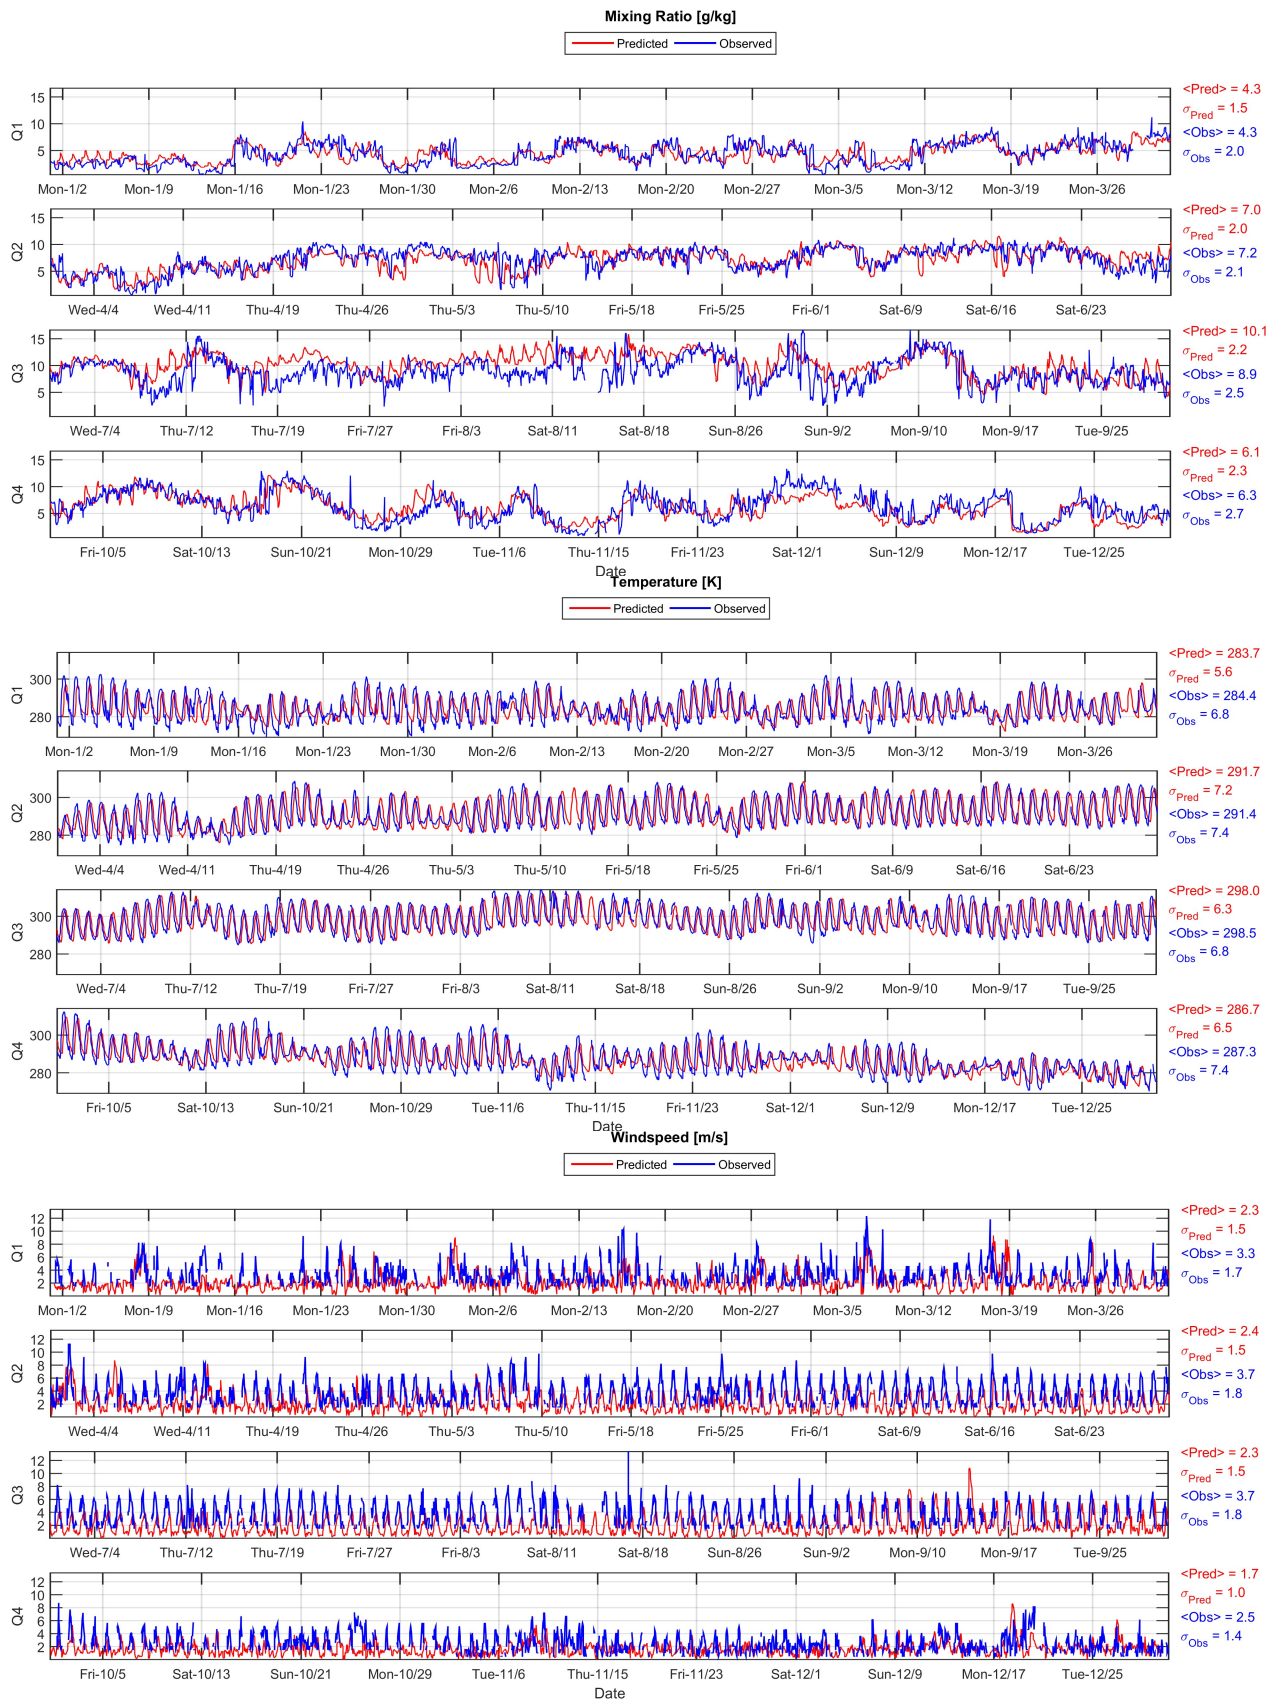 Mixing Ratio [g/kg]
Predicted Observed
Q1
15
10
5
Mon-1/2 Mon-1/9 Mon-1/16 Mon-1/23 Mon-1/30 Mon-2/6 Mon-2/13 Mon-2/20 Mon-2/27 Mon-3/5 Mon-3/12 Mon-3/19 Mon-3/26
<Pred> = 4.3
σPred = 1.5
<Obs> = 4.3
σObs = 2.0
Q2
15
10
5
Wed-4/4 Wed-4/11 Thu-4/19 Thu-4/26 Thu-5/3 Thu-5/10 Fri-5/18 Fri-5/25 Fri-6/1 Sat-6/9 Sat-6/16 Sat-6/23
<Pred> = 7.0
σPred = 2.0
<Obs> = 7.2
σObs = 2.1
Q3
15
10
5
Wed-7/4 Thu-7/12 Thu-7/19 Fri-7/27 Fri-8/3 Sat-8/11 Sat-8/18 Sun-8/26 Sun-9/2 Mon-9/10 Mon-9/17 Tue-9/25
<Pred> = 10.1
σPred = 2.2
<Obs> = 8.9
σObs = 2.5
Q4
15
10
5
Fri-10/5 Sat-10/13 Sun-10/21 Mon-10/29 Tue-11/6 Thu-11/15 Fri-11/23 Sat-12/1 Sun-12/9 Mon-12/17 Tue-12/25
<Pred> = 6.1
σPred = 2.3
<Obs> = 6.3
σObs = 2.7
Date
Temperature [K]
Predicted Observed
Q1
300
280
Mon-1/2 Mon-1/9 Mon-1/16 Mon-1/23 Mon-1/30 Mon-2/6 Mon-2/13 Mon-2/20 Mon-2/27 Mon-3/5 Mon-3/12 Mon-3/19 Mon-3/26
<Pred> = 283.7
σPred = 5.6
<Obs> = 284.4
σObs = 6.8
Q2
300
280
Wed-4/4 Wed-4/11 Thu-4/19 Thu-4/26 Thu-5/3 Thu-5/10 Fri-5/18 Fri-5/25 Fri-6/1 Sat-6/9 Sat-6/16 Sat-6/23
<Pred> = 291.7
σPred = 7.2
<Obs> = 291.4
σObs = 7.4
Q3
300
280
Wed-7/4 Thu-7/12 Thu-7/19 Fri-7/27 Fri-8/3 Sat-8/11 Sat-8/18 Sun-8/26 Sun-9/2 Mon-9/10 Mon-9/17 Tue-9/25
<Pred> = 298.0
σPred = 6.3
<Obs> = 298.5
σObs = 6.8
Q4
300
280
Fri-10/5 Sat-10/13 Sun-10/21 Mon-10/29 Tue-11/6 Thu-11/15 Fri-11/23 Sat-12/1 Sun-12/9 Mon-12/17 Tue-12/25
<Pred> = 286.7
σPred = 6.5
<Obs> = 287.3
σObs = 7.4
Date
Windspeed [m/s]
Predicted Observed
Q1
12
10
8
6
4
2
Mon-1/2 Mon-1/9 Mon-1/16 Mon-1/23 Mon-1/30 Mon-2/6 Mon-2/13 Mon-2/20 Mon-2/27 Mon-3/5 Mon-3/12 Mon-3/19 Mon-3/26
<Pred> = 2.3
σPred = 1.5
<Obs> = 3.3
σObs = 1.7
Q2
12
10
8
6
4
2
Wed-4/4 Wed-4/11 Thu-4/19 Thu-4/26 Thu-5/3 Thu-5/10 Fri-5/18 Fri-5/25 Fri-6/1 Sat-6/9 Sat-6/16 Sat-6/23
<Pred> = 2.4
σPred = 1.5
<Obs> = 3.7
σObs = 1.8
Q3
12
10
8
6
4
2
Wed-7/4 Thu-7/12 Thu-7/19 Fri-7/27 Fri-8/3 Sat-8/11 Sat-8/18 Sun-8/26 Sun-9/2 Mon-9/10 Mon-9/17 Tue-9/25
<Pred> = 2.3
σPred = 1.5
<Obs> = 3.7
σObs = 1.8
Q4
12
10
8
6
4
2
Fri-10/5 Sat-10/13 Sun-10/21 Mon-10/29 Tue-11/6 Thu-11/15 Fri-11/23 Sat-12/1 Sun-12/9 Mon-12/17 Tue-12/25
<Pred> = 1.7
σPred = 1.0
<Obs> = 2.5
σObs = 1.4
Date